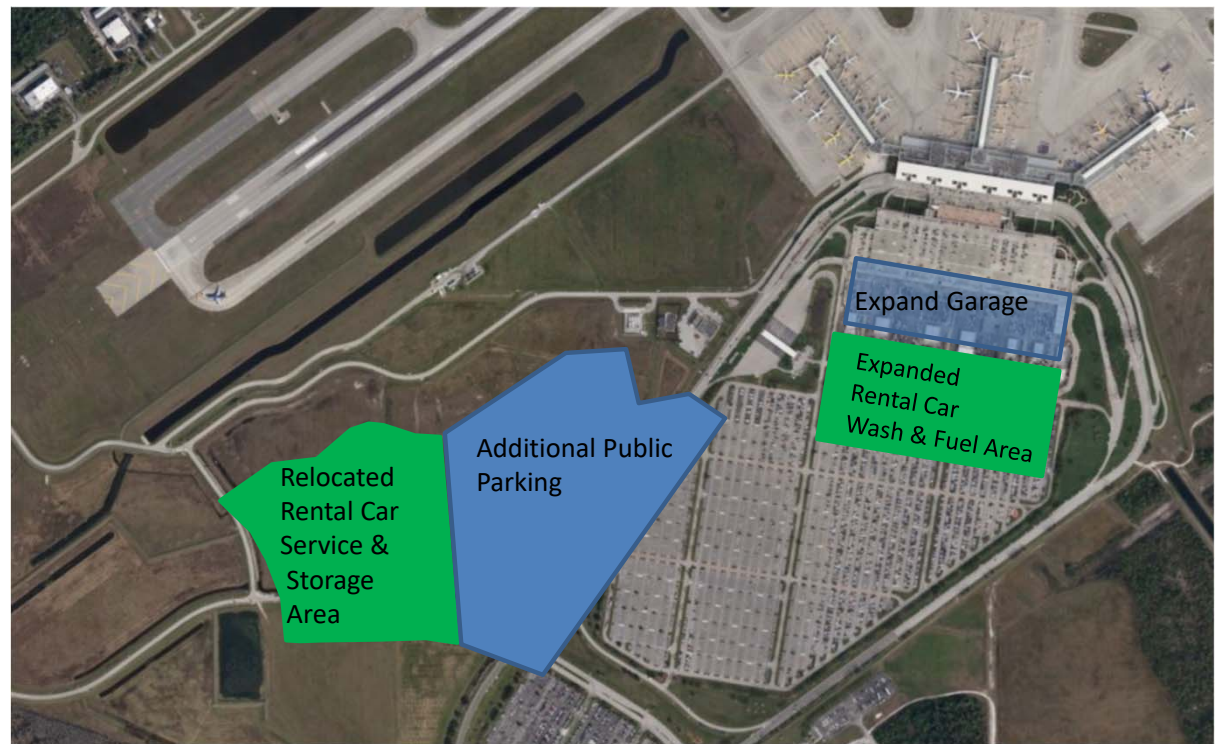 Expand Garage
Expanded
Rental Car
Wash & Fuel Area
Additional Public
Parking
Relocated
Rental Car
Service &
Storage
Area